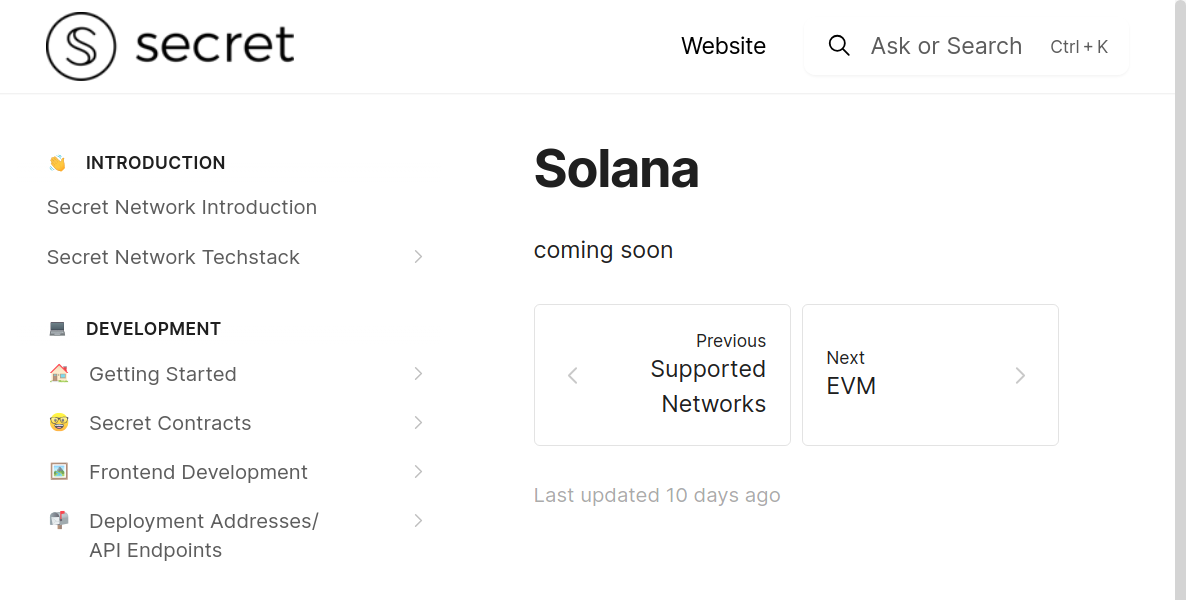 secret
Website
Ask or Search Ctrl + K
INTRODUCTION
Secret Network Introduction
Secret Network Techstack
DEVELOPMENT
Getting Started
Secret Contracts
Frontend Development
Deployment Addresses/
API Endpoints
Solana
coming soon
Previous
Supported
Networks
Next
EVM
Last updated 10 days ago